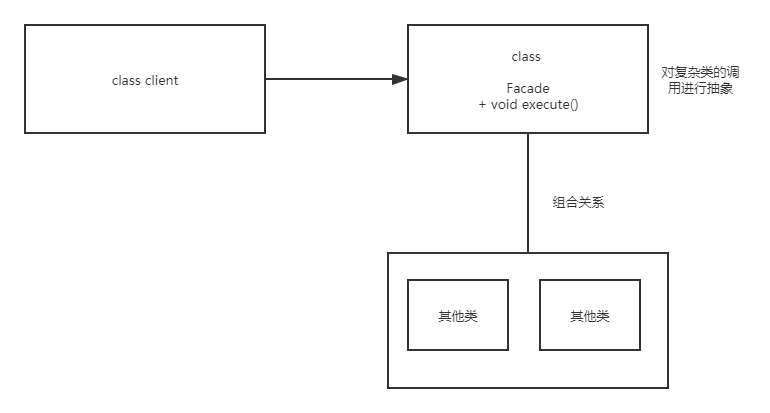 class client
class
Facade
+ void execute()
对复杂类的调
用进行抽象
组合关系
其他类
其他类